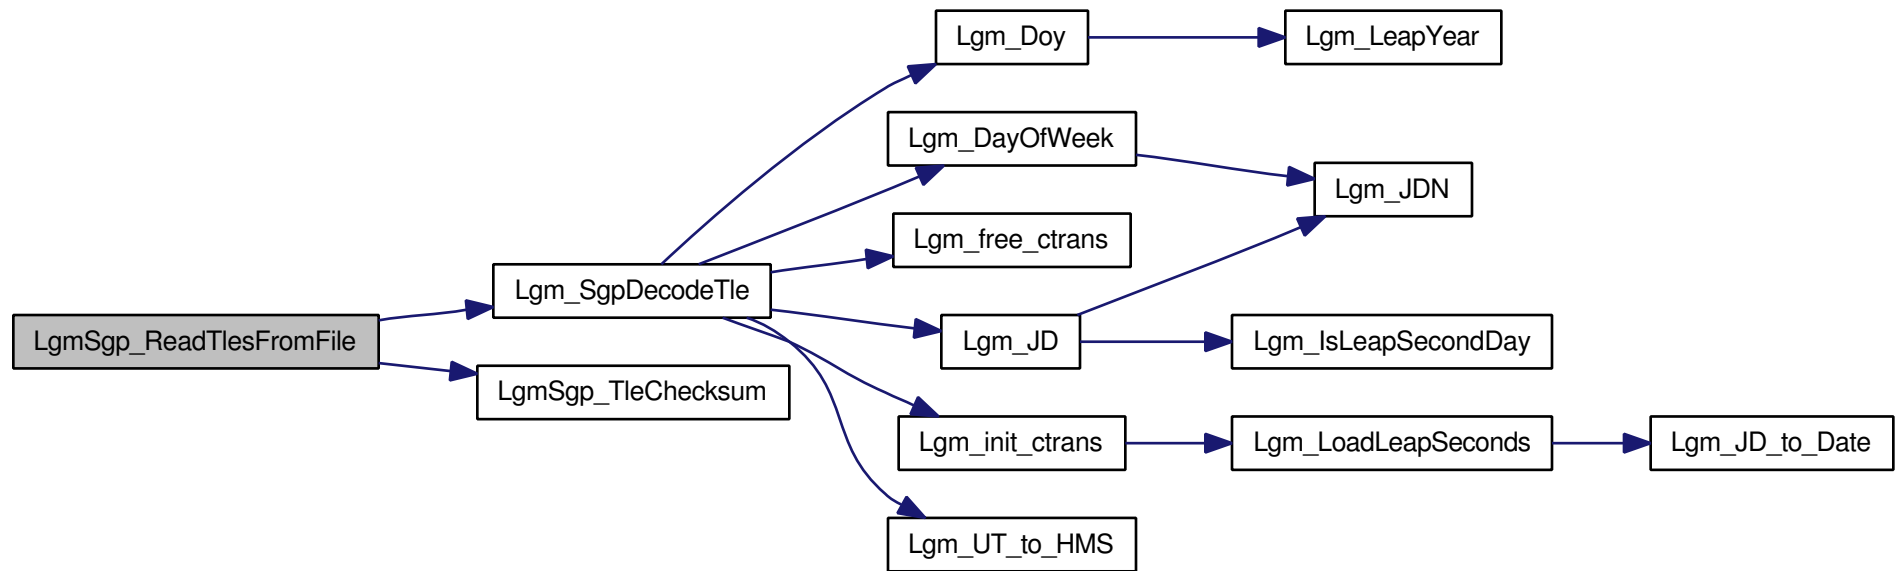 Lgm_Doy
Lgm_LeapYear
Lgm_DayOfWeek
Lgm_JDN
Lgm_free_ctrans
Lgm_SgpDecodeTle
LgmSgp_ReadTlesFromFile
Lgm_JD
Lgm_IsLeapSecondDay
LgmSgp_TleChecksum
Lgm_init_ctrans
Lgm_LoadLeapSeconds
Lgm_JD_to_Date
Lgm_UT_to_HMS